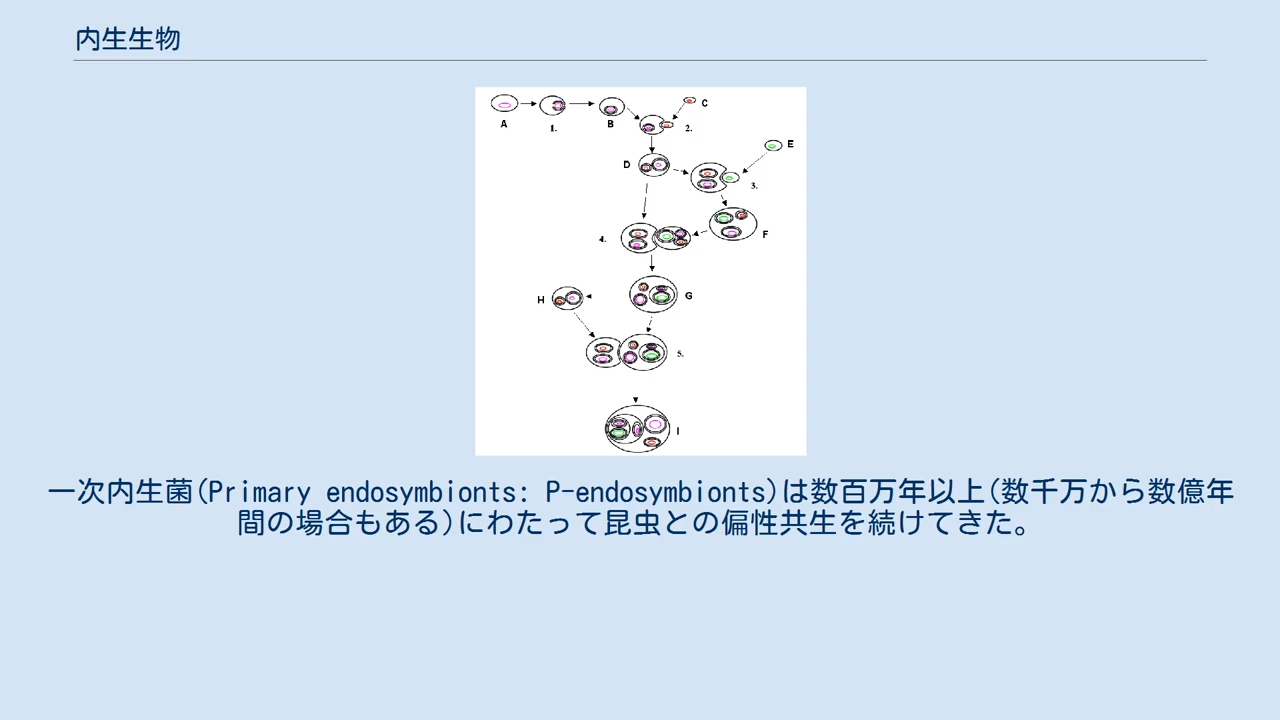 内生生物
A
1.
B
C
2.
D
E
3.
F
4.
G
H
5.
I
一次内生菌(Primary endosymbionts: P-endosymbionts)は数百万年以上(数千万から数億年
間の場合もある)にわたって昆虫との偏性共生を続けてきた。